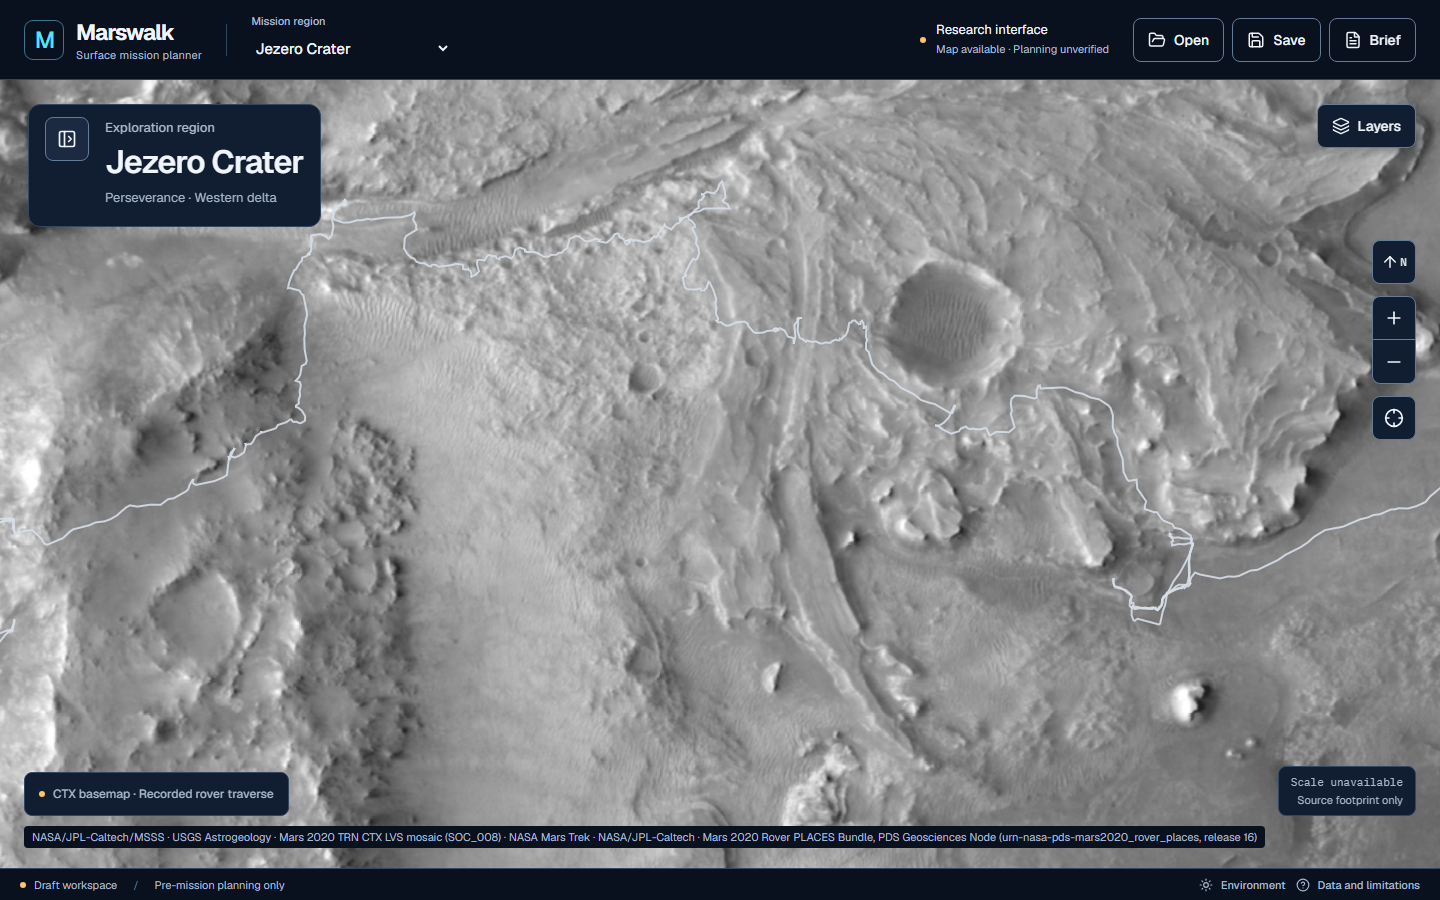 M
Marswalk
Surface mission planner
Mission region
Jezero Crater
Research interface
Map available · Planning unverified
Open
Save
Brief
Exploration region
Jezero Crater
Perseverance · Western delta
Layers
N
CTX basemap · Recorded rover traverse
Scale unavailable
Source footprint only
NASA/JPL-Caltech/MSSS · USGS Astrogeology · Mars 2020 TRN CTX LVS mosaic (SOC_008) · NASA Mars Trek · NASA/JPL-Caltech · Mars 2020 Rover PLACES Bundle, PDS Geosciences Node (urn-nasa-pds-mars2020_rover_places, release 16)
Draft workspace / Pre-mission planning only
Environment
Data and limitations